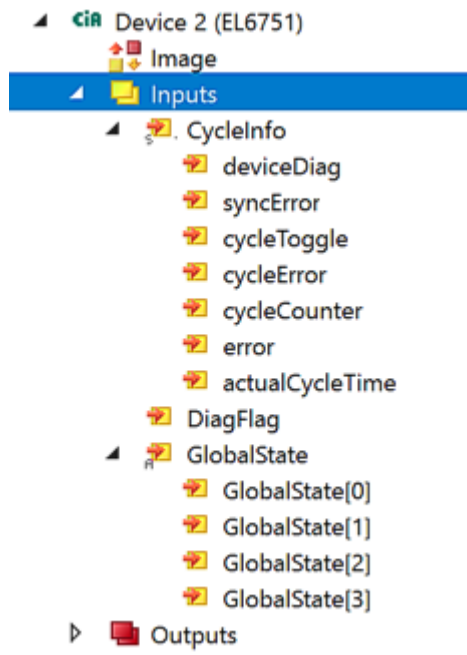 CiA Device 2 (EL6751)
Image
Inputs
S . CycleInfo
deviceDiag
syncError
cycleToggle
cycleError
cycleCounter
error
actualCycleTime
DiagFlag
A GlobalState
GlobalState[0]
GlobalState[1]
GlobalState[2]
GlobalState[3]
Outputs